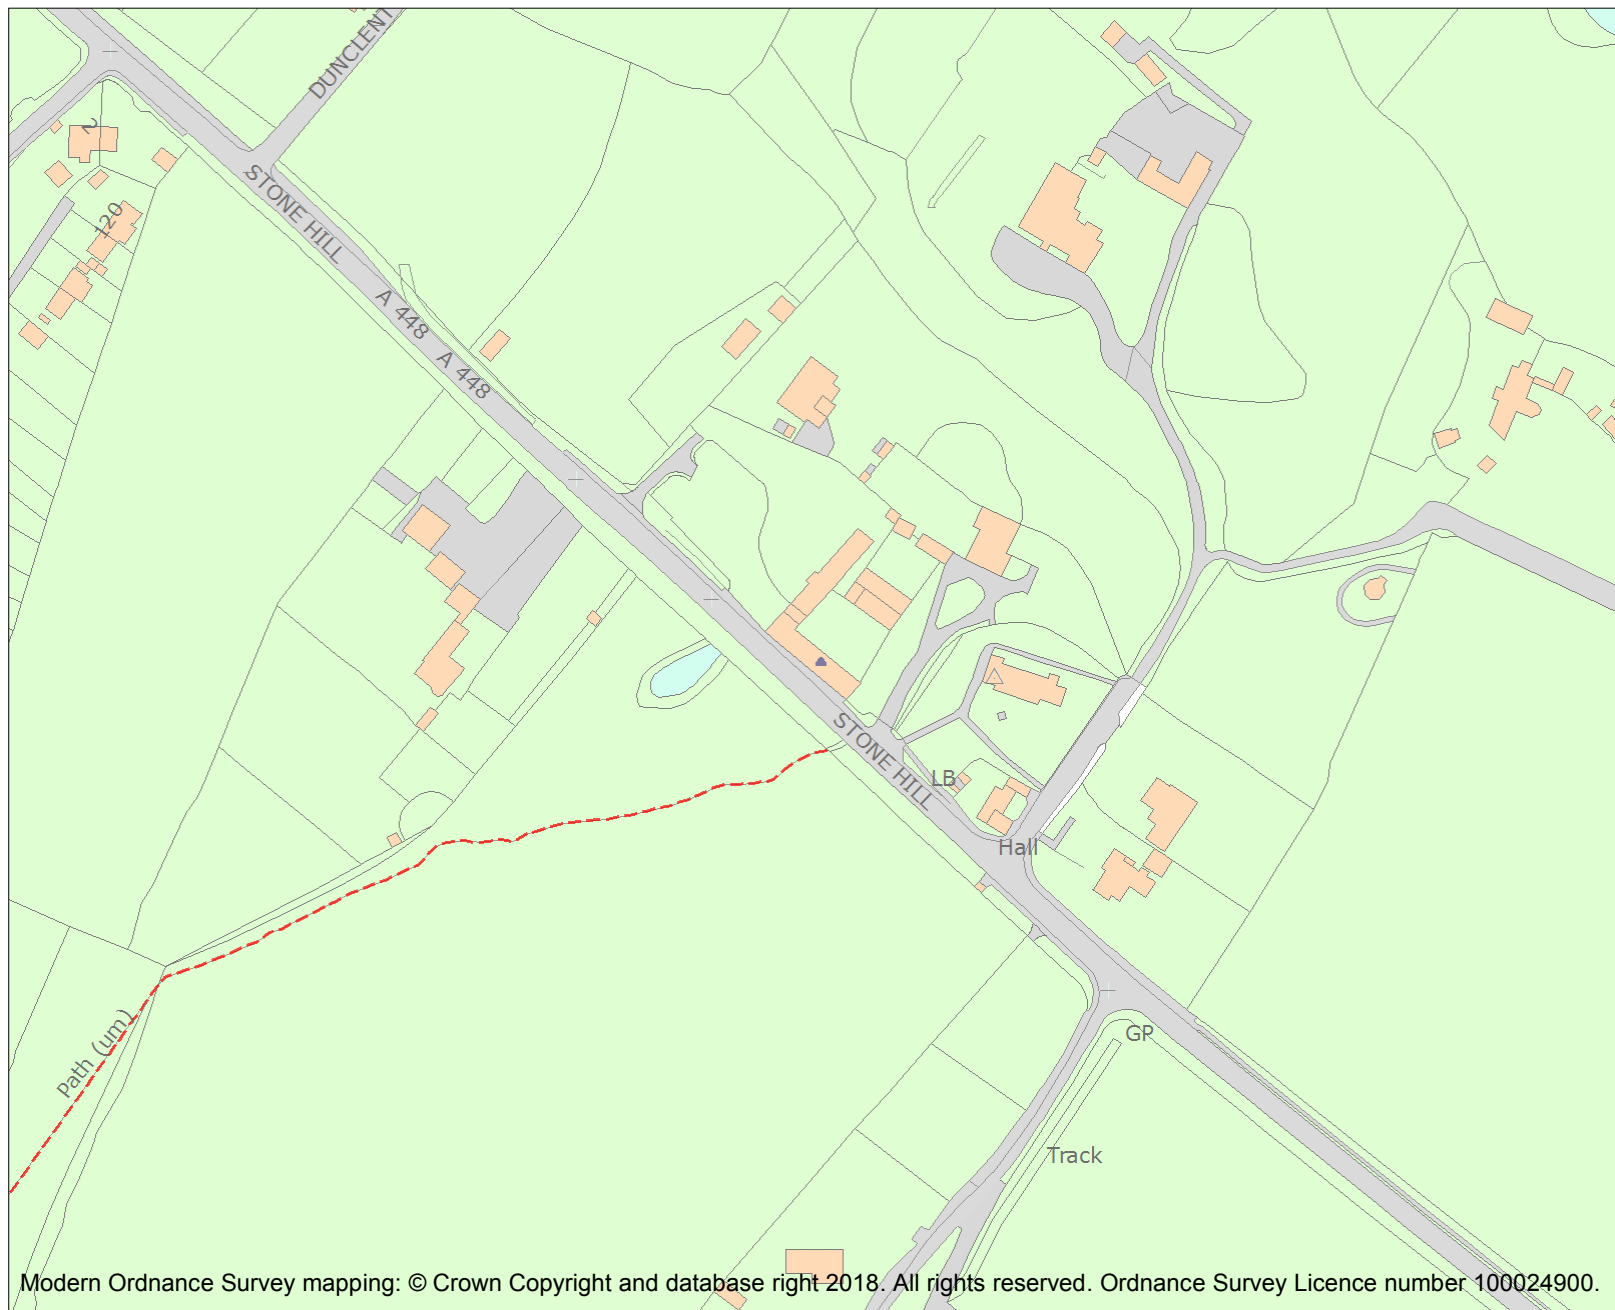 DUNCLENT
2
STONE HILL
120
A 448
A 448
STONE HILL
LB
Hall
Path (um)
GP
Track
Modern Ordnance Survey mapping: © Crown Copyright and database right 2018. All rights reserved. Ordnance Survey Licence number 100024900.